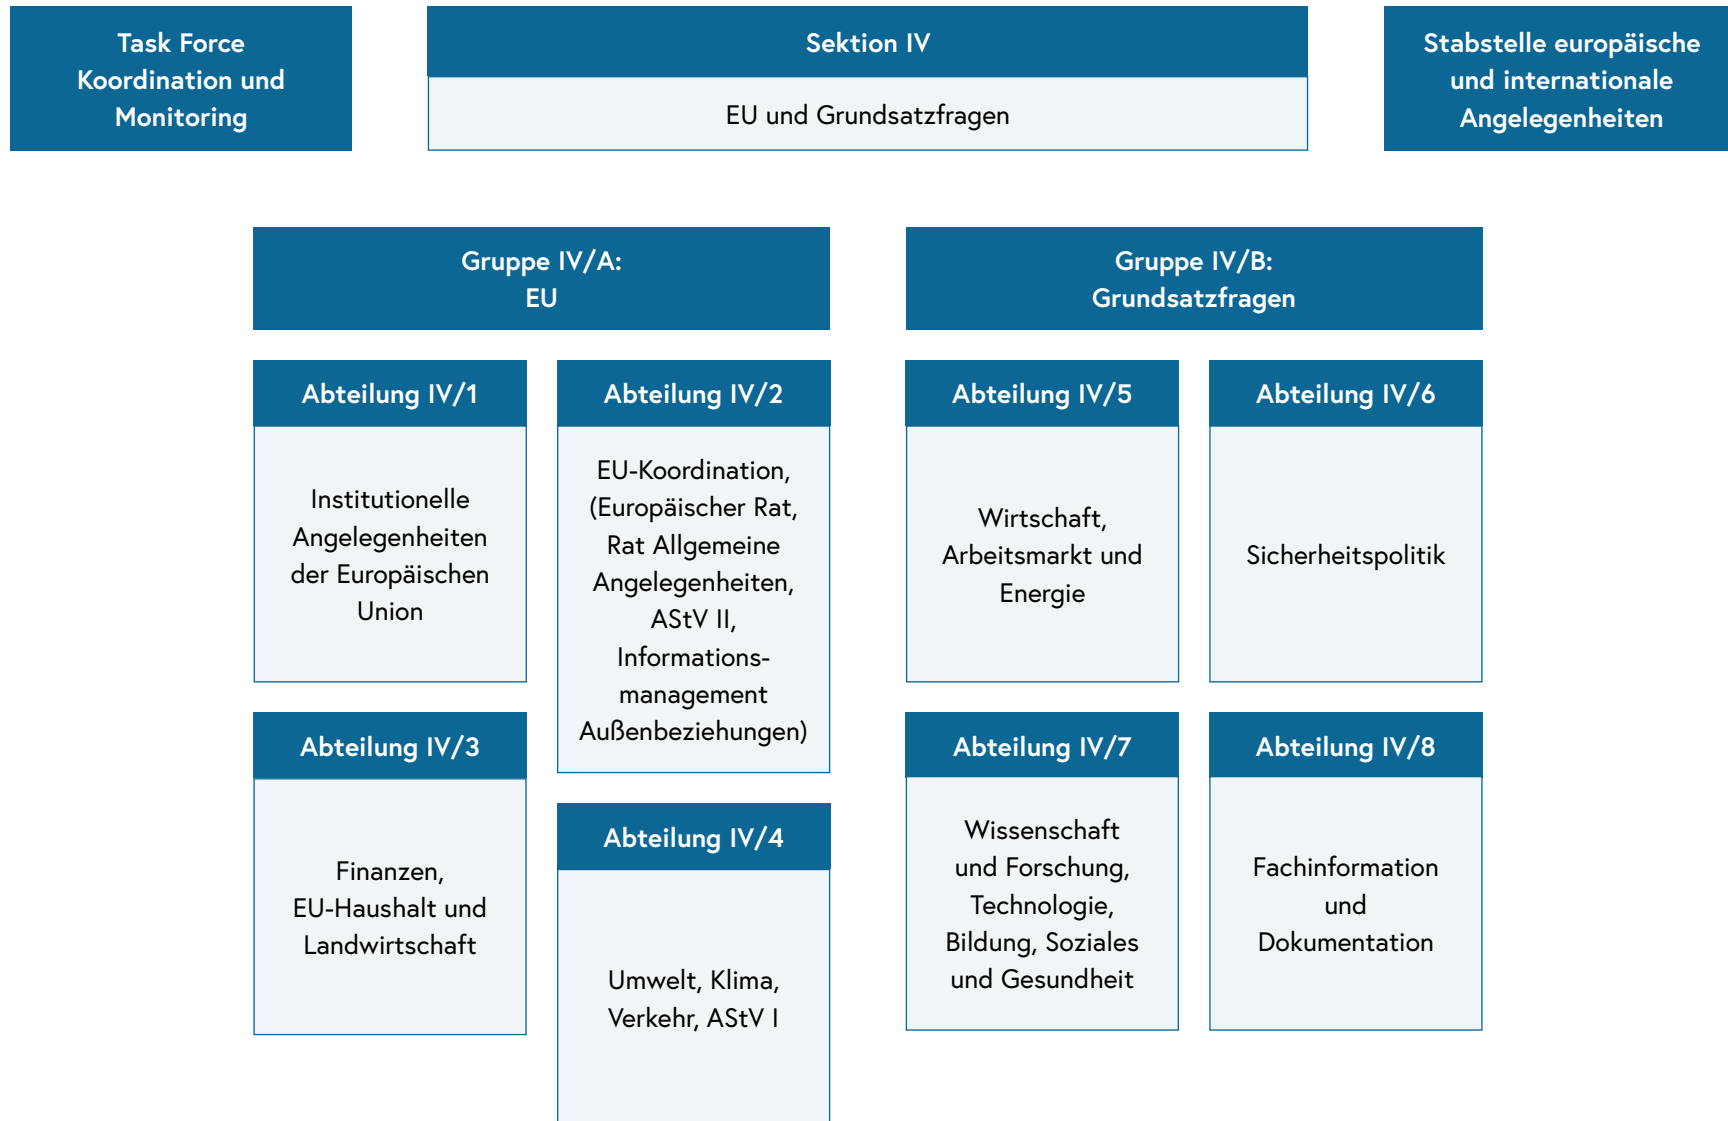 Task Force
Koordination und
Monitoring
Sektion IV
EU und Grundsatzfragen
Stabstelle europäische
und internationale
Angelegenheiten
Gruppe IV/A:
EU
Gruppe IV/B:
Grundsatzfragen
Abteilung IV/1
Institutionelle
Angelegenheiten
der Europäischen
Union
Abteilung IV/2
EU-Koordination,
(Europäischer Rat,
Rat Allgemeine
Angelegenheiten,
AStV II,
Informations-
management
Außenbeziehungen)
Abteilung IV/3
Finanzen,
EU-Haushalt und
Landwirtschaft
Abteilung IV/4
Umwelt, Klima,
Verkehr, AStV I
Abteilung IV/5
Wirtschaft,
Arbeitsmarkt und
Energie
Abteilung IV/6
Sicherheitspolitik
Abteilung IV/7
Wissenschaft
und Forschung,
Technologie,
Bildung, Soziales
und Gesundheit
Abteilung IV/8
Fachinformation
und
Dokumentation